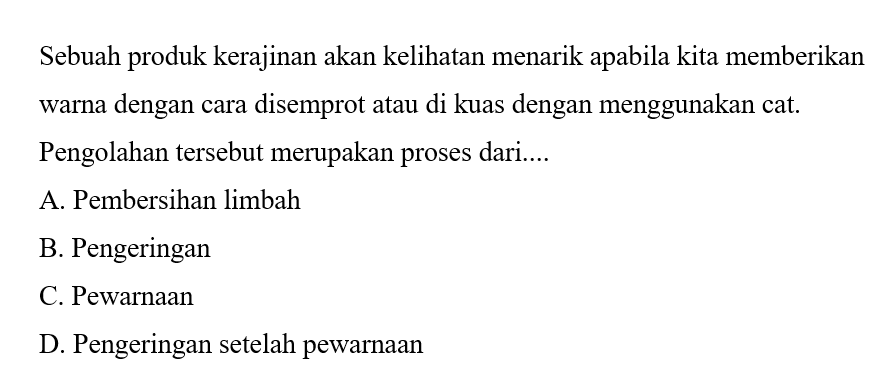 Sebuah produk kerajinan akan kelihatan menarik apabila kita memberikan
warna dengan cara disemprot atau di kuas dengan menggunakan cat.
Pengolahan tersebut merupakan proses dari....
A. Pembersihan limbah
B. Pengeringan
C. Pewarnaan
D. Pengeringan setelah pewarnaan